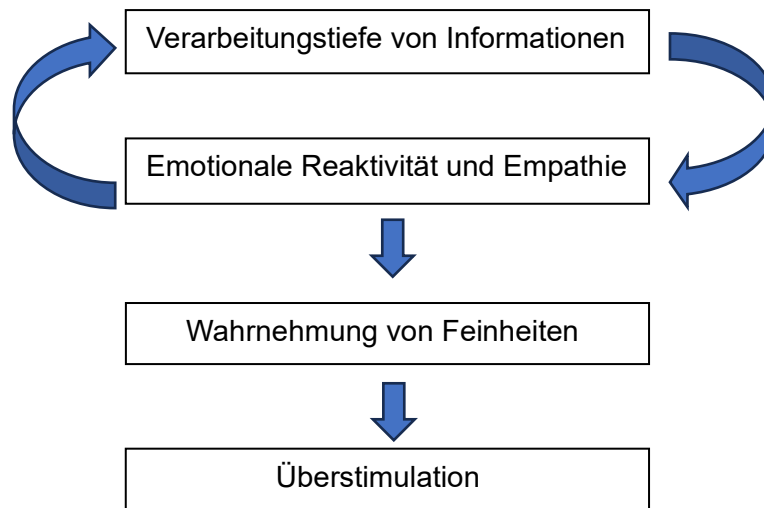 Verarbeitungstiefe von Informationen
Emotionale Reaktivität und Empathie
Wahrnehmung von Feinheiten
Überstimulation